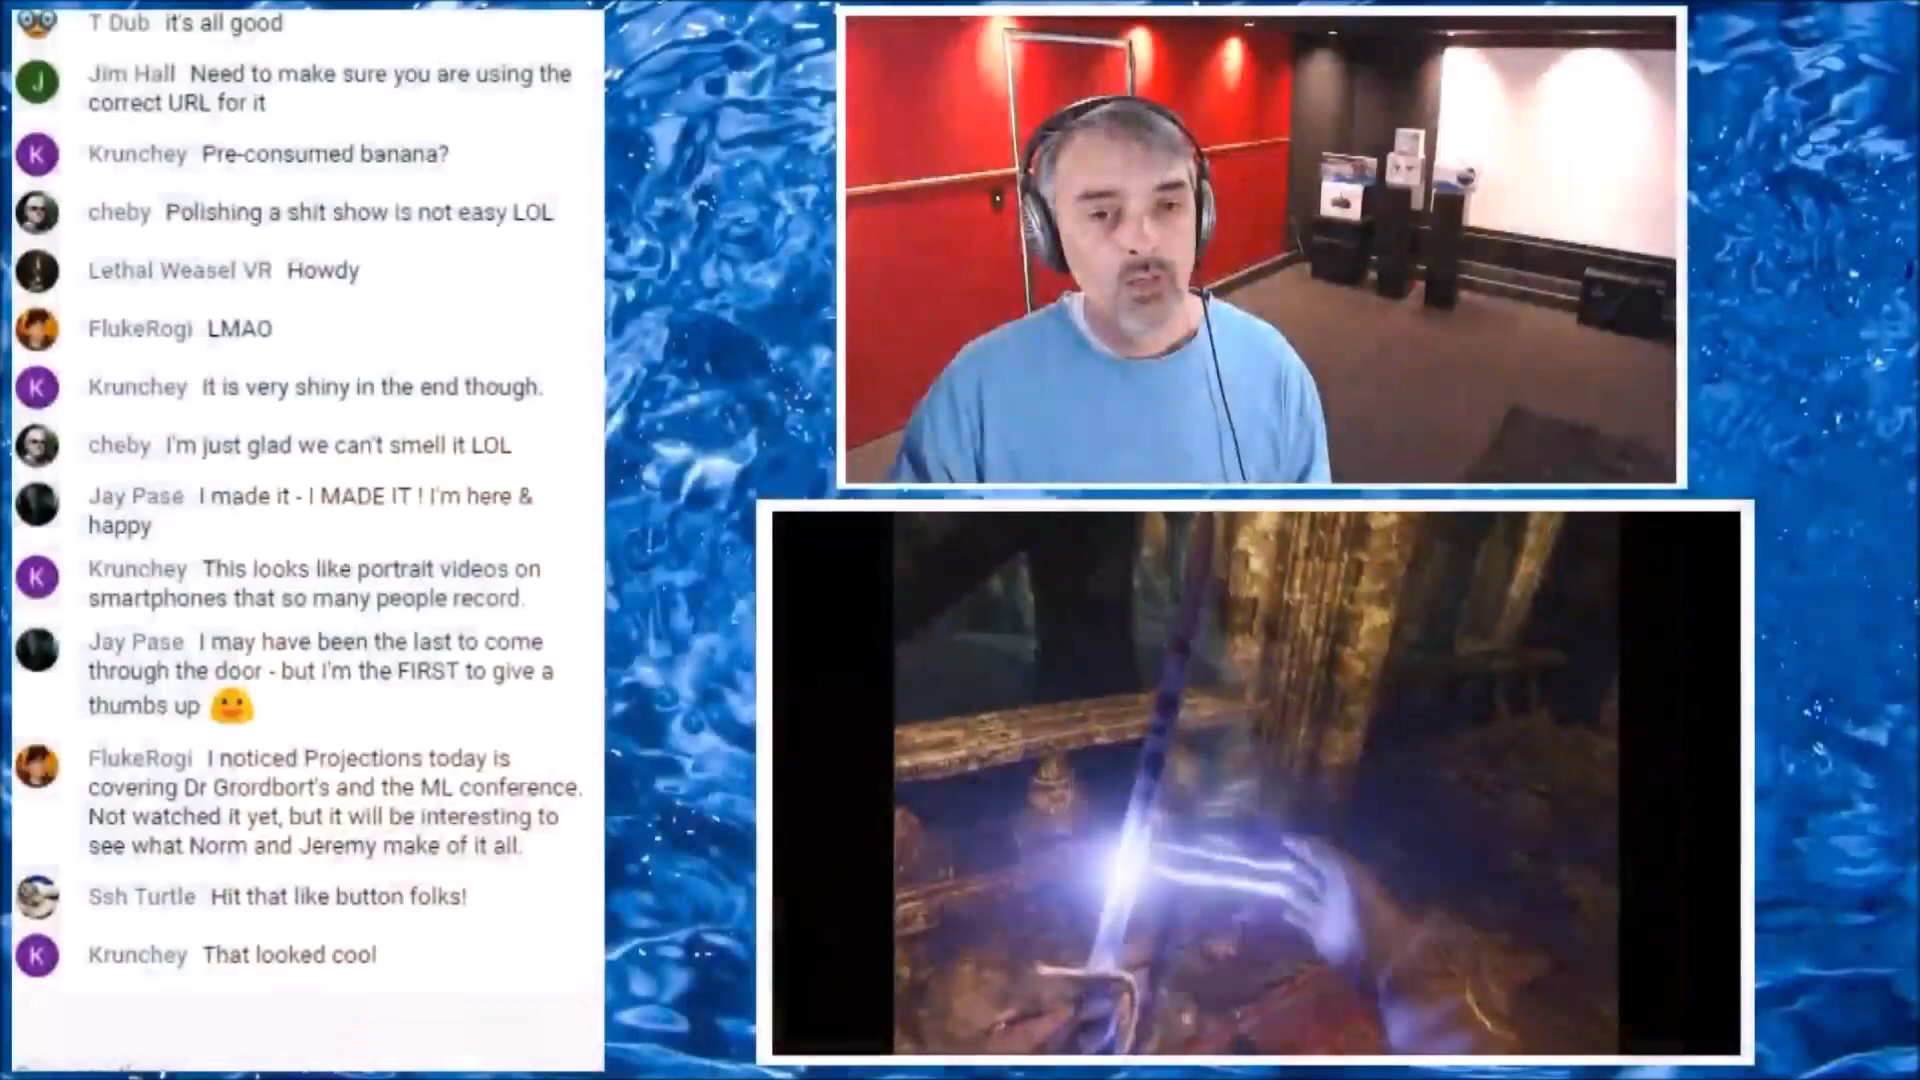 T Dub it's all good
Jim Hall Need to make sure you are using the
correct URL for it
Krunchey Pre-consumed banana?
cheby Polishing a shit show is not easy LOL
Lethal Weasel VR Howdy
FlukeRogi LMAO
Krunchey It is very shiny in the end though.
cheby I'm just glad we can't smell it LOL
Jay Pase I made it - I MADE IT ! I'm here &
happy
Krunchey This looks like portrait videos on
smartphones that so many people record.
Jay Pase I may have been the last to come
through the door - but I'm the FIRST to give a
thumbs up
FlukeRogi I noticed Projections today is
covering Dr Grordbort's and the ML conference.
Not watched it yet, but it will be interesting to
see what Norm and Jeremy make of it all.
Ssh Turtle Hit that like button folks!
Krunchey That looked cool
J
K
K
K
K